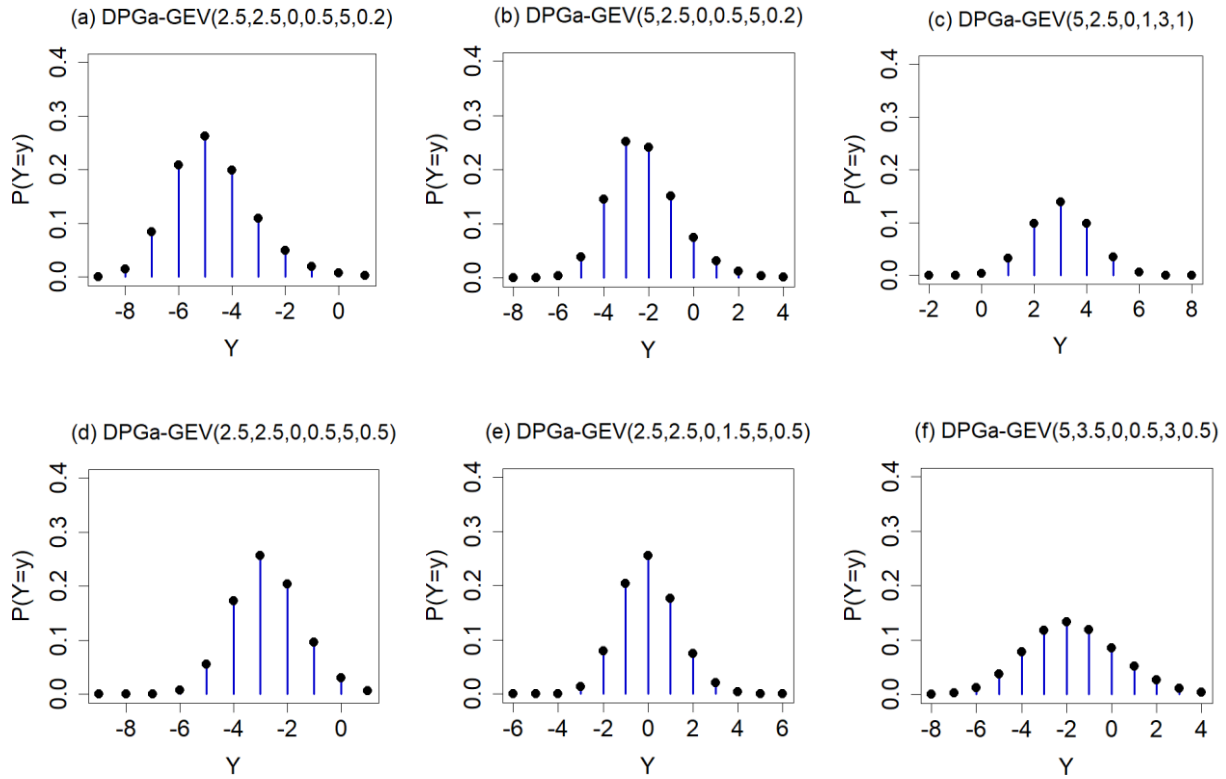 (a) DPGa-GEV(2.5,2.5,0,0.5,5,0.2)
P(Y=y)
0.4
0.3
0.2
0.1
0.0
-8 -6 -4 -2 0
Y
(b) DPGa-GEV(5,2.5,0,0.5,5,0.2)
P(Y=y)
0.4
0.3
0.2
0.1
0.0
-8 -6 -4 -2 0 2 4
Y
(c) DPGa-GEV(5,2.5,0,1,3,1)
P(Y=y)
0.4
0.3
0.2
0.1
0.0
-2 0 2 4 6 8
Y
(d) DPGa-GEV(2.5,2.5,0,0.5,5,0.5)
P(Y=y)
0.4
0.3
0.2
0.1
0.0
-8 -6 -4 -2 0
Y
(e) DPGa-GEV(2.5,2.5,0,1.5,5,0.5)
P(Y=y)
0.4
0.3
0.2
0.1
0.0
-6 -4 -2 0 2 4 6
Y
(f) DPGa-GEV(5,3.5,0,0.5,3,0.5)
P(Y=y)
0.4
0.3
0.2
0.1
0.0
-8 -6 -4 -2 0 2 4
Y